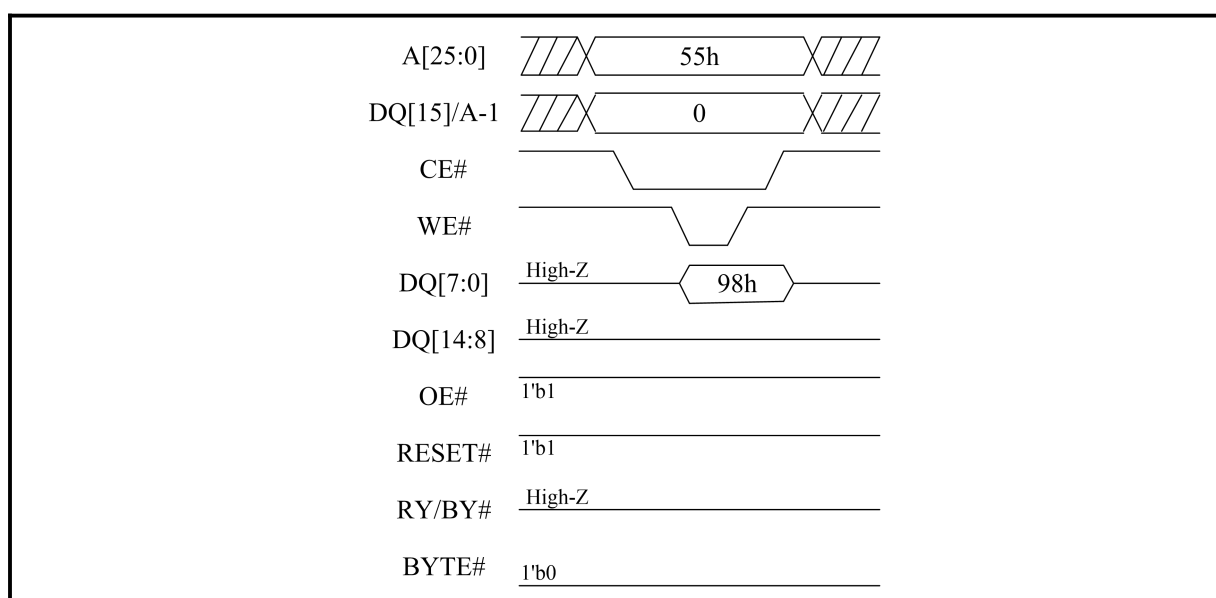 A[25:0] 55h
DQ[15]/A-1 0
CE#
WE#
DQ[7:0] High-Z 98h
DQ[14:8] High-Z
OE# 1'b1
RESET# 1'b1
RY/BY# High-Z
BYTE# 1'b0